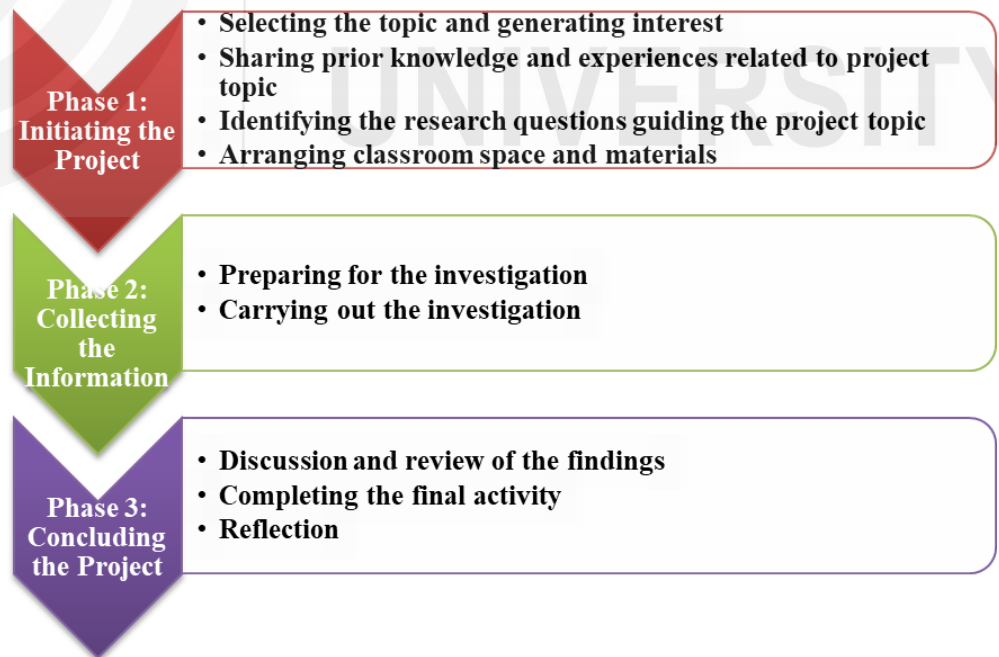 UNIVERSITY
Phase 1:
Initiating the
Project
• Selecting the topic and generating interest
• Sharing prior knowledge and experiences related to project
topic
• Identifying the research questions guiding the project topic
• Arranging classroom space and materials
Phase 2:
Collecting
the
Information
• Preparing for the investigation
• Carrying out the investigation
Phase 3:
Concluding
the Project
• Discussion and review of the findings
• Completing the final activity
• Reflection